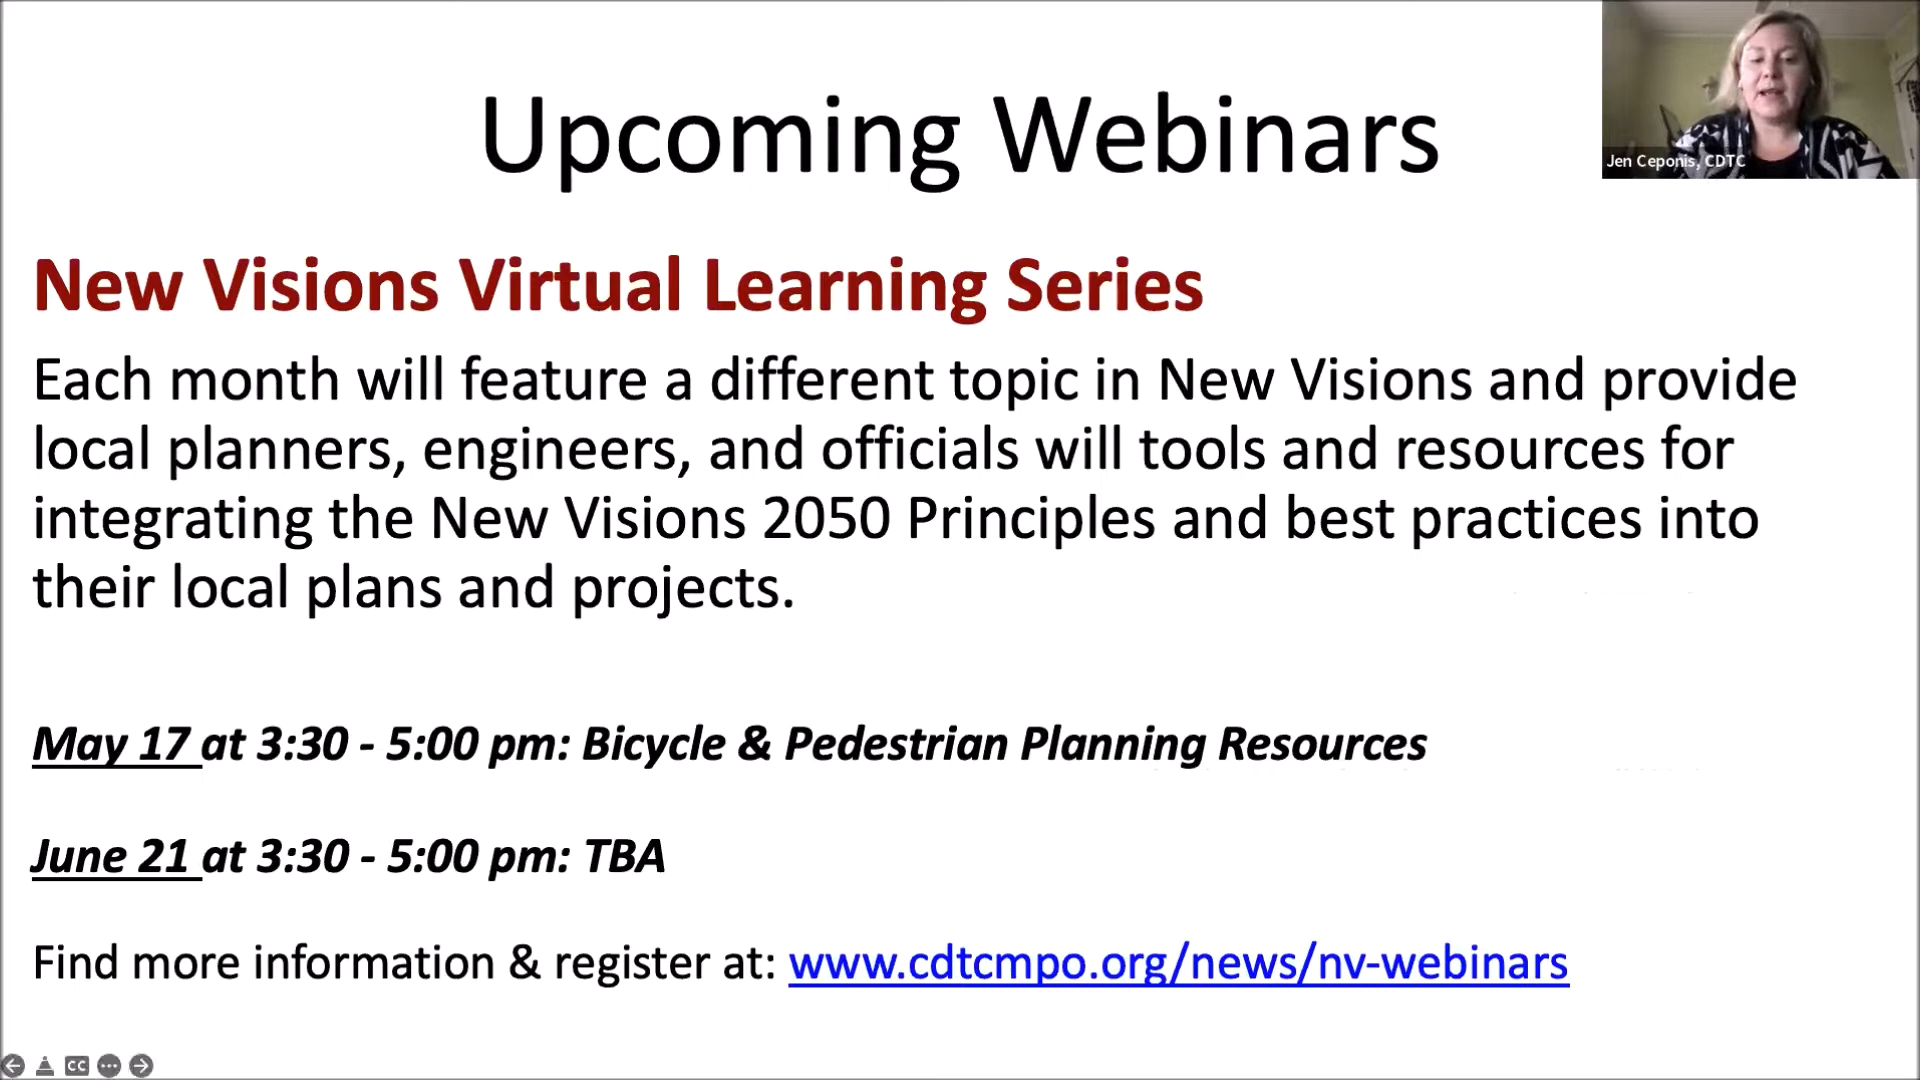 Upcoming Webinars
Jen Ceponis, CDTC
New Visions Virtual Learning Series
Each month will feature a different topic in New Visions and provide
local planners, engineers, and officials will tools and resources for
integrating the New Visions 2050 Principles and best practices into
their local plans and projects.
May 17 at 3:30 - 5:00 pm: Bicycle & Pedestrian Planning Resources
June 21 at 3:30 - 5:00 pm: TBA
Find more information & register at: www.cdtcmpo.org/news/nv-webinars
CC